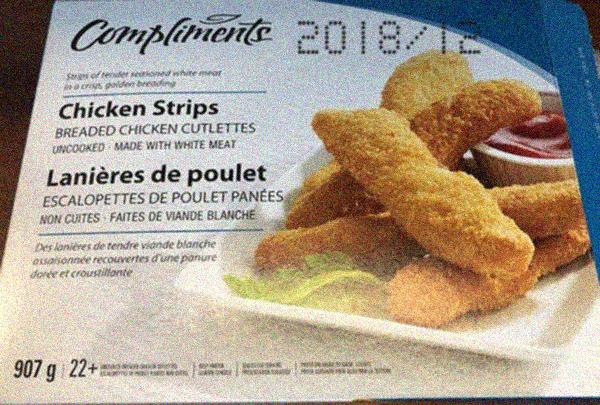 Compliments
2018/12
Strips of tender seasoned white meat
in a crisp, golden breading
Chicken Strips
BREADED CHICKEN CUTLETTES
UNCOOKED · MADE WITH WHITE MEAT
Lanières de poulet
ESCALOPETTES DE POULET PANÉES
NON CUITES · FAITES DE VIANDE BLANCHE
Des lanières de tendre viande blanche
assaisonnée recouvertes d'une panure
dorée et croustillante
907 g | 22+